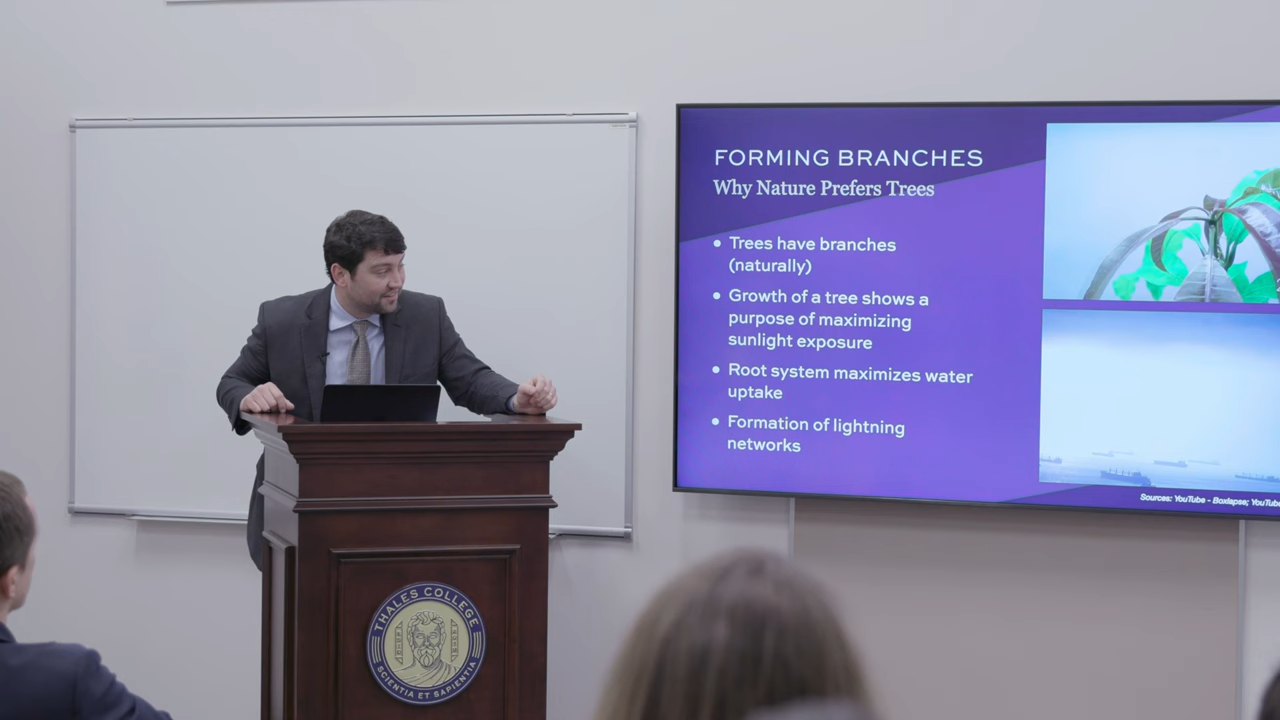 FORMING BRANCHES
Why Nature Prefers Trees
• Trees have branches
(naturally)
• Growth of a tree shows a
purpose of maximizing
sunlight exposure
• Root system maximizes water
uptake
• Formation of lightning
networks
Sources: YouTube - Boxlapse; YouTube
THALES COLLEGE
SCIENTIA ET SAPIENTIA